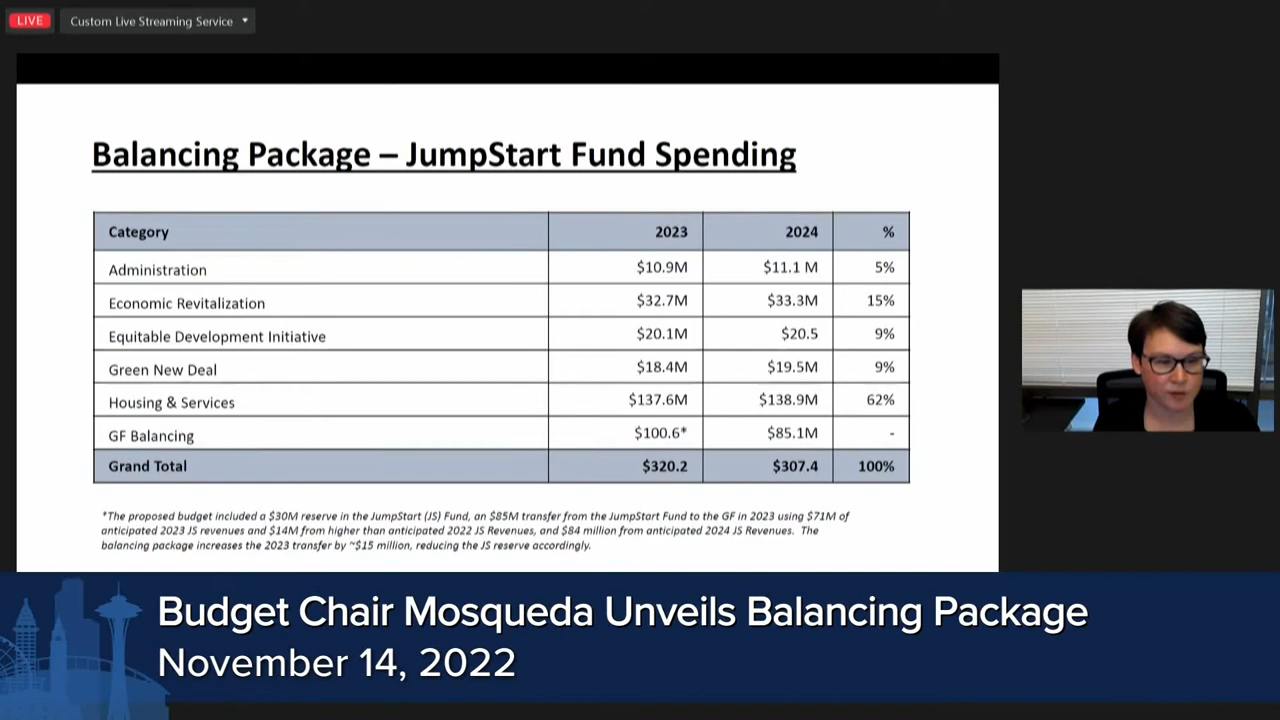 LIVE
Custom Live Streaming Service
Balancing Package – JumpStart Fund Spending
Category 2023 2024 %
Administration $10.9M $11.1 M 5%
Economic Revitalization $32.7M $33.3M 15%
Equitable Development Initiative $20.1M $20.5 9%
Green New Deal $18.4M $19.5M 9%
Housing & Services $137.6M $138.9M 62%
GF Balancing $100.6* $85.1M -
Grand Total $320.2 $307.4 100%
*The proposed budget included a $30M reserve in the JumpStart (JS) Fund, an $85M transfer from the JumpStart Fund to the GF in 2023 using $71M of
anticipated 2023 JS revenues and $14M from higher than anticipated 2022 JS Revenues, and $84 million from anticipated 2024 JS Revenues. The
balancing package increases the 2023 transfer by ~$15 million, reducing the JS reserve accordingly.
Budget Chair Mosqueda Unveils Balancing Package
November 14, 2022